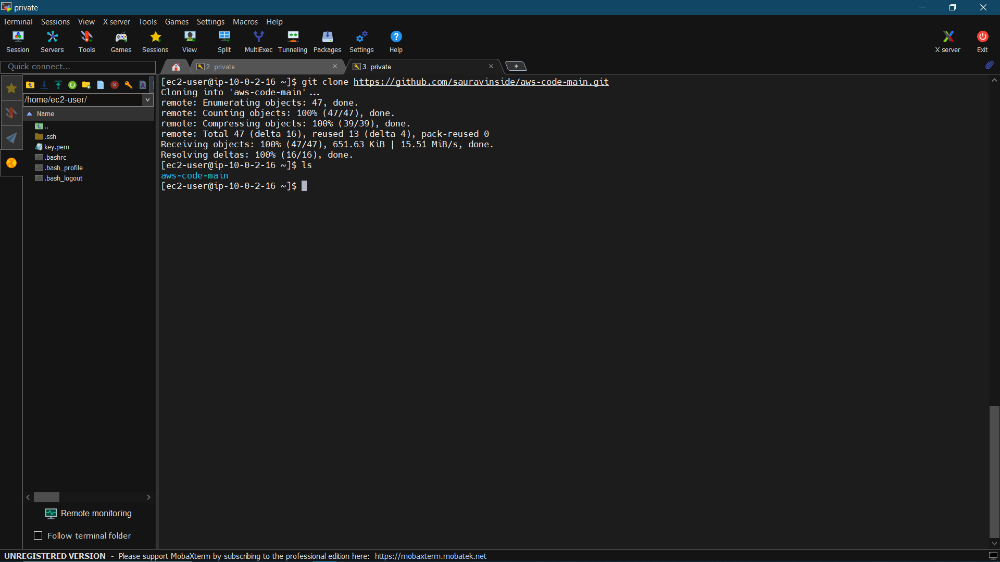 private
Terminal Sessions View X server Tools Games Settings Macros Help
Session Servers Tools Games Sessions View Split MultiExec Tunneling Packages Settings Help X server Exit
Quick connect...
2. private
3. private
/home/ec2-user/
Name
..
.ssh
key.pem
.bashrc
.bash_profile
.bash_logout
[ec2-user@ip-10-0-2-16 ~]$ git clone https://github.com/sauravinside/aws-code-main.git
Cloning into 'aws-code-main'...
remote: Enumerating objects: 47, done.
remote: Counting objects: 100% (47/47), done.
remote: Compressing objects: 100% (39/39), done.
remote: Total 47 (delta 16), reused 13 (delta 4), pack-reused 0
Receiving objects: 100% (47/47), 651.63 KiB | 15.51 MiB/s, done.
Resolving deltas: 100% (16/16), done.
[ec2-user@ip-10-0-2-16 ~]$ ls
aws-code-main
[ec2-user@ip-10-0-2-16 ~]$
Remote monitoring
Follow terminal folder
UNREGISTERED VERSION - Please support MobaXterm by subscribing to the professional edition here: https://mobaxterm.mobatek.net